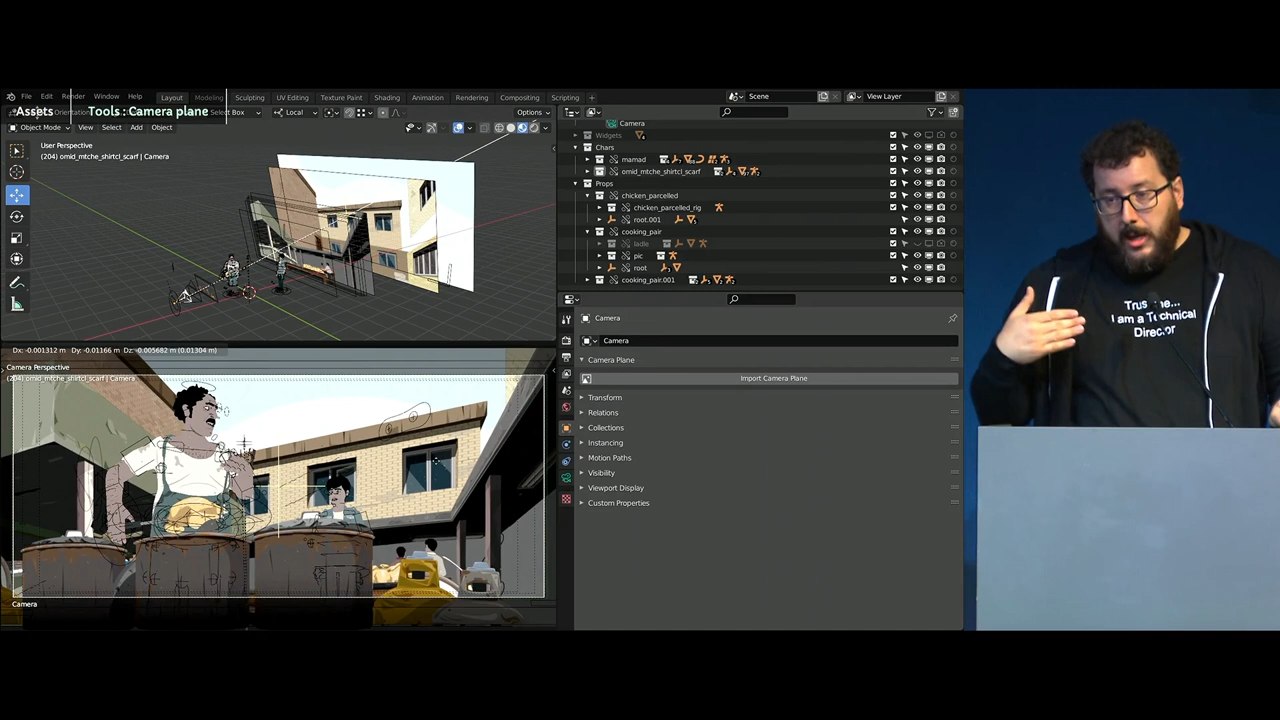 File Edit Render Window Help Layout Modeling Sculpting UV Editing Texture Paint Shading Animation Rendering Compositing Scripting +
Scene
View Layer
Assets
Tools : Camera plane
Select Box
Local
Options
Object Mode View Select Add Object
User Perspective
(204) omid_mtche_shirtcl_scarf | Camera
Camera
Widgets
Chars
mamad
omid_mtche_shirtcl_scarf
Props
chicken_parcelled
chicken_parcelled_rig
root.001
cooking_pair
ladle
pic
root
cooking_pair.001
Camera
Camera
Camera Plane
Import Camera Plane
Transform
Relations
Collections
Instancing
Motion Paths
Visibility
Viewport Display
Custom Properties
Dx: -0.001312 m Dy: -0.01166 m Dz: -0.005682 m (0.01304 m)
Camera Perspective
(204) omid_mtche_shirtcl_scarf | Camera
Camera
I am a Technical
Director